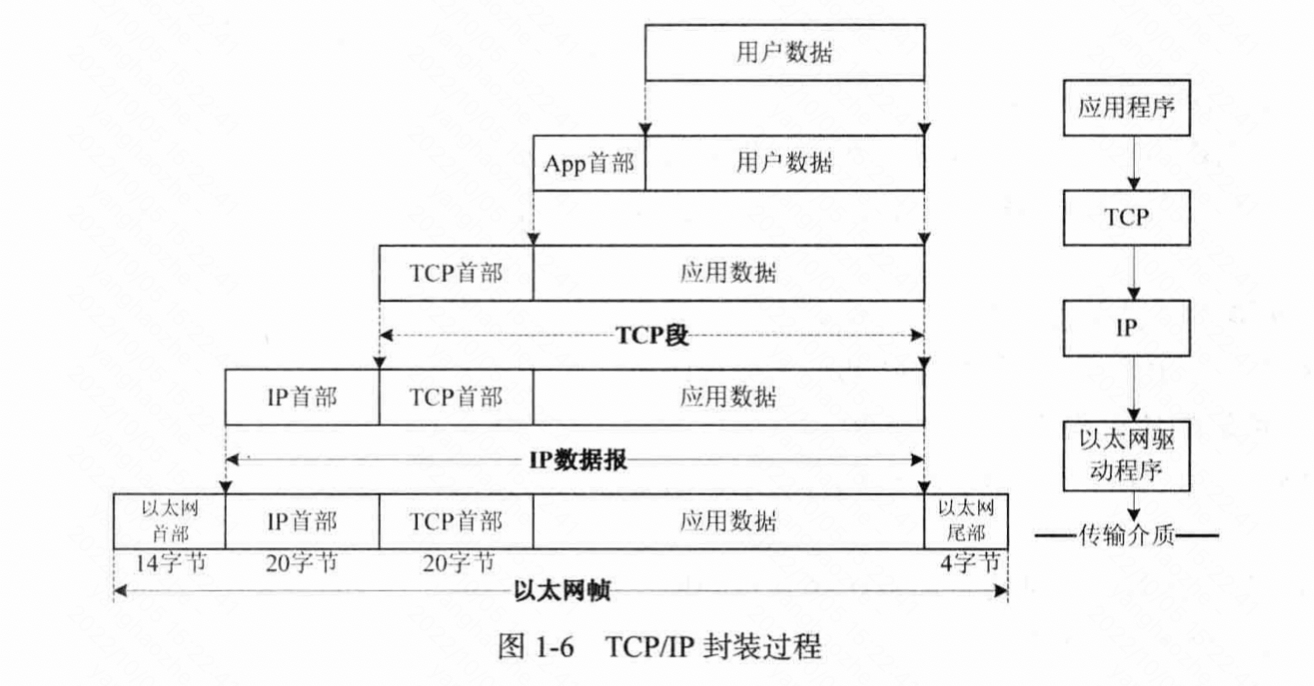 用户数据
应用程序
App首部 用户数据
TCP
TCP首部 应用数据
TCP段
IP
IP首部 TCP首部 应用数据
以太网驱
动程序
IP数据报
以太网
首部
IP首部 TCP首部 应用数据
以太网
尾部
传输介质
14字节 20字节 20字节 4字节
以太网帧
图 1-6 TCP/IP 封装过程